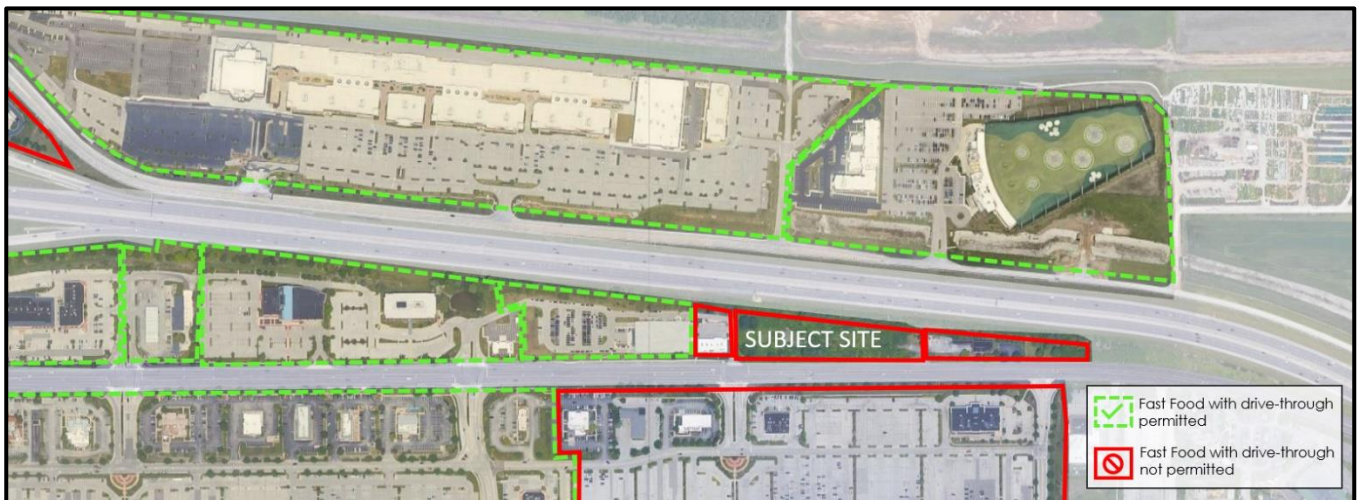 SUBJECT SITE
Fast Food with drive-through
permitted
Fast Food with drive-through
not permitted